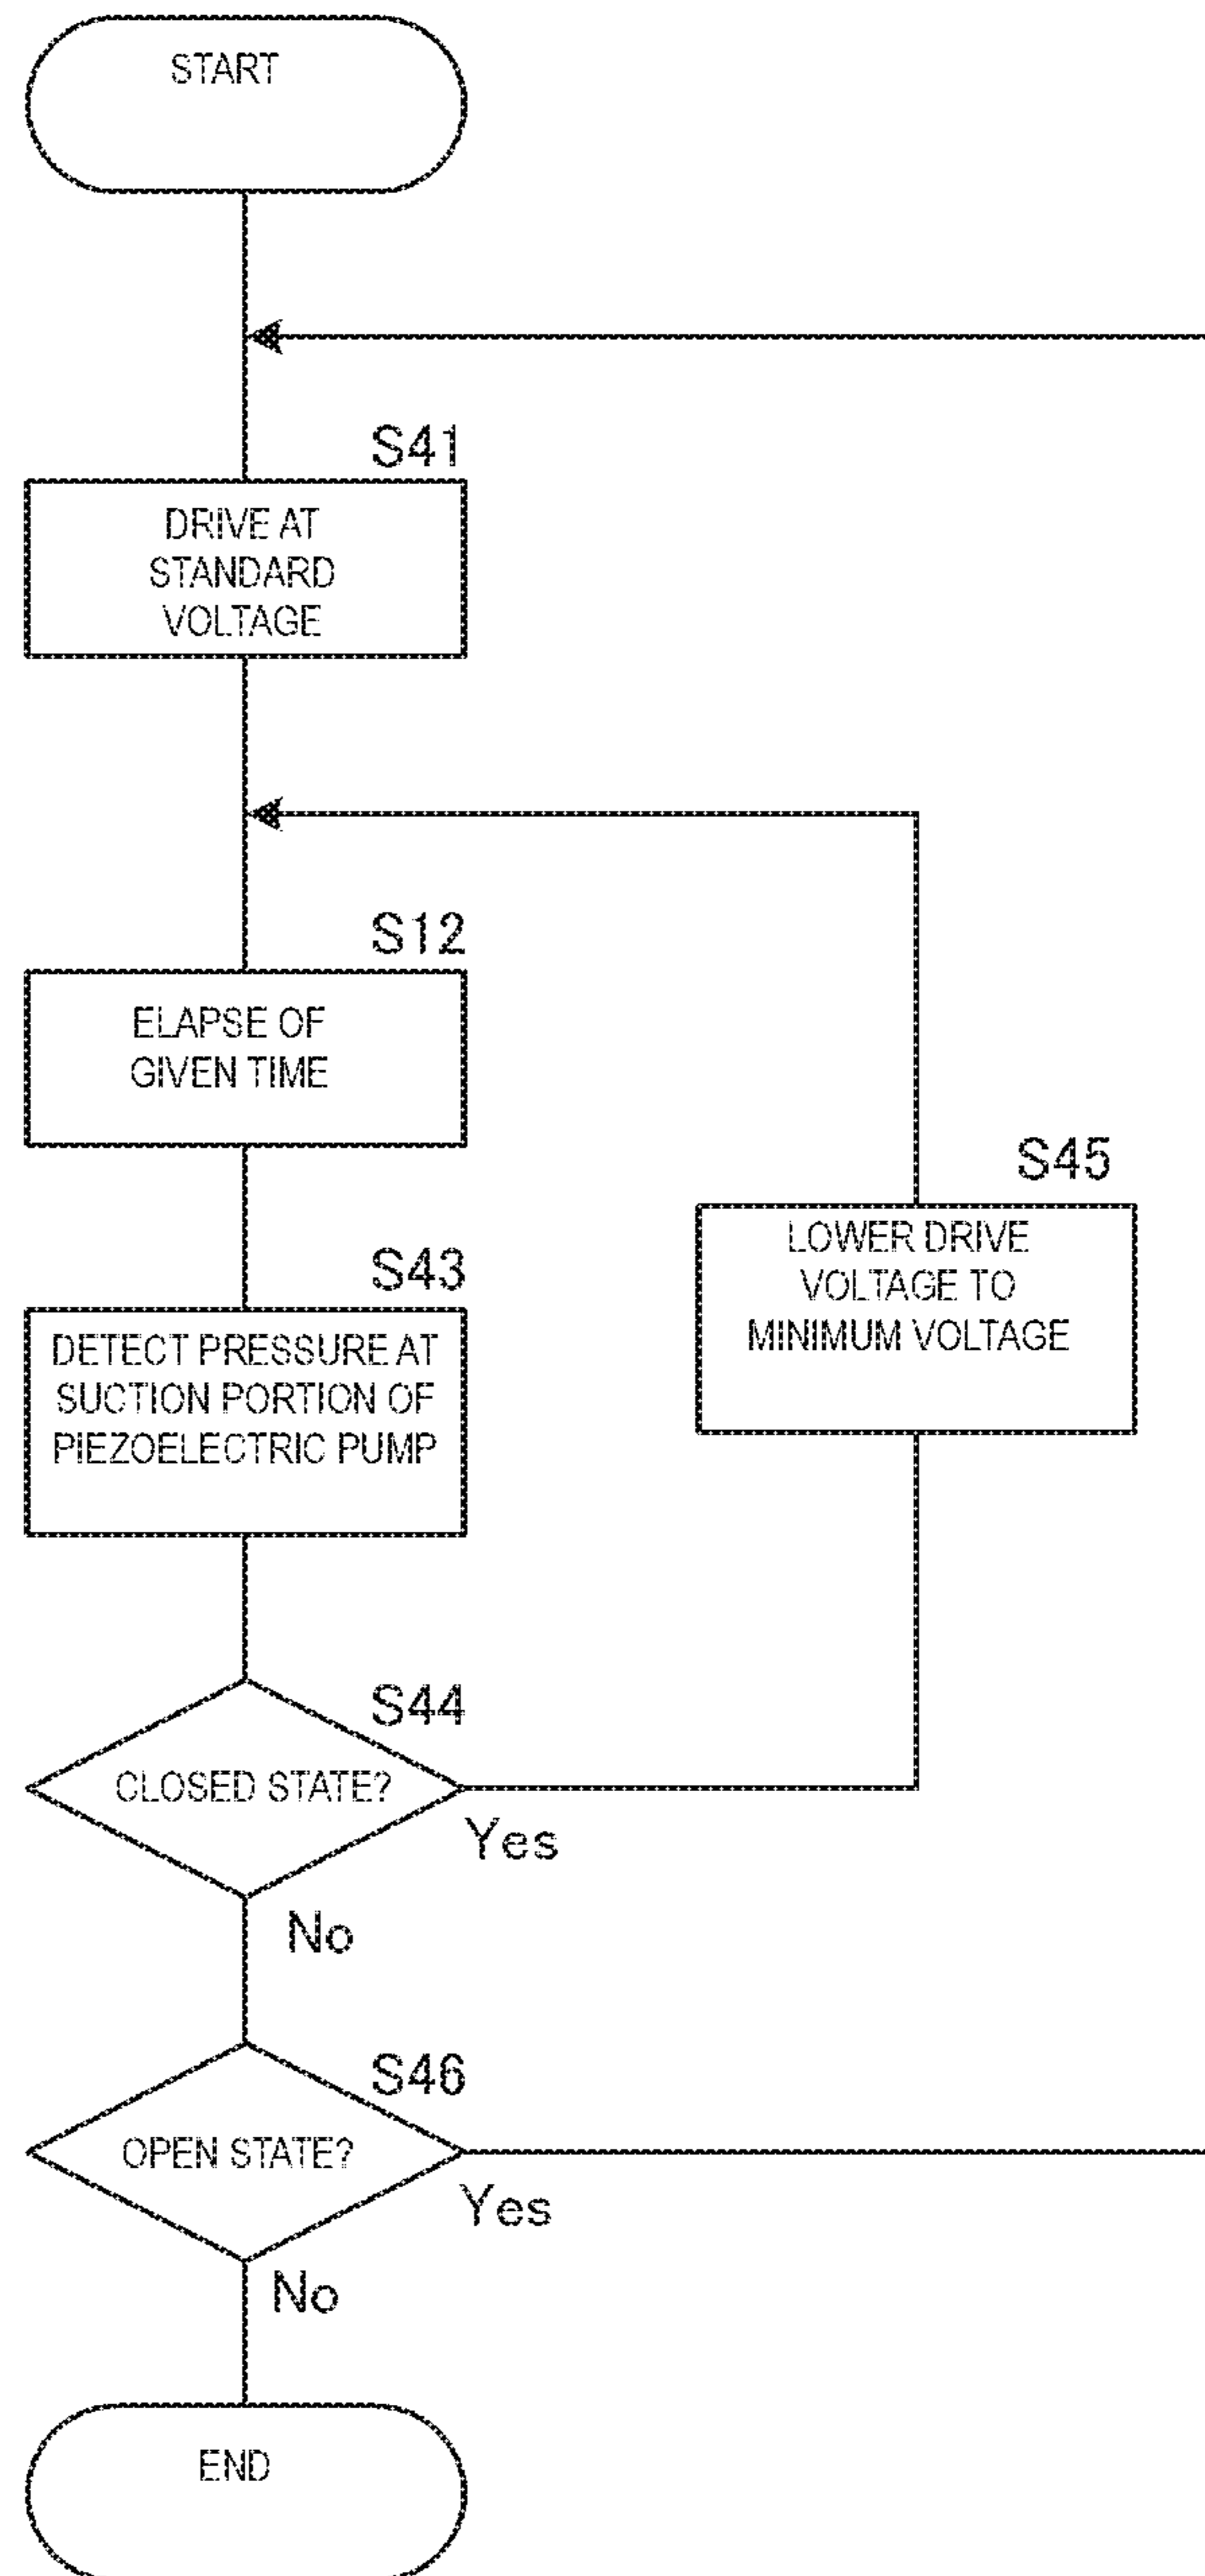 START
S41
DRIVE AT
STANDARD
VOLTAGE
S12
ELAPSE OF
GIVEN TIME
S43
DETECT PRESSURE AT
SUCTION PORTION OF
PIEZOELECTRIC PUMP
S45
LOWER DRIVE
VOLTAGE TO
MINIMUM VOLTAGE
S44
CLOSED STATE?
Yes
No
S46
OPEN STATE?
Yes
No
END